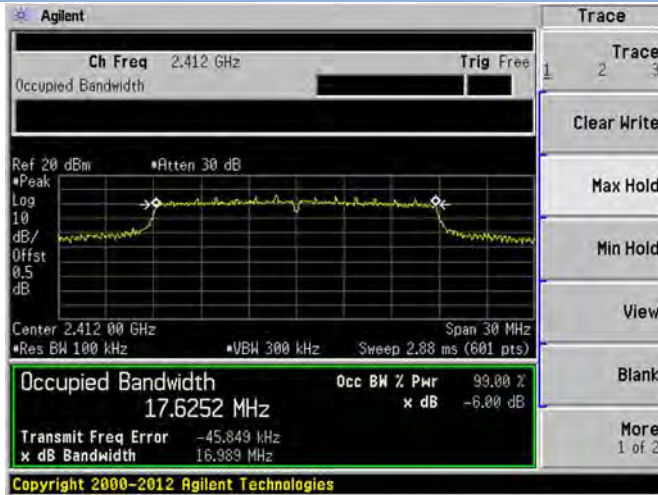 Agilent
Trace
Ch Freq 2.412 GHz Trig Free
Occupied Bandwidth
Trace
1 2 3
Clear Write
Max Hold
Min Hold
View
Blank
More
1 of 2
Ref 20 dBm *Atten 30 dB
*Peak
Log
10
dB/
Offst
0.5
dB
Center 2.412 00 GHz Span 30 MHz
*Res BW 100 kHz *VBW 300 kHz Sweep 2.88 ms (601 pts)
Occupied Bandwidth Occ BW % Pwr 99.00 %
17.6252 MHz x dB -6.00 dB
Transmit Freq Error -45.849 kHz
x dB Bandwidth 16.989 MHz
Copyright 2000-2012 Agilent Technologies